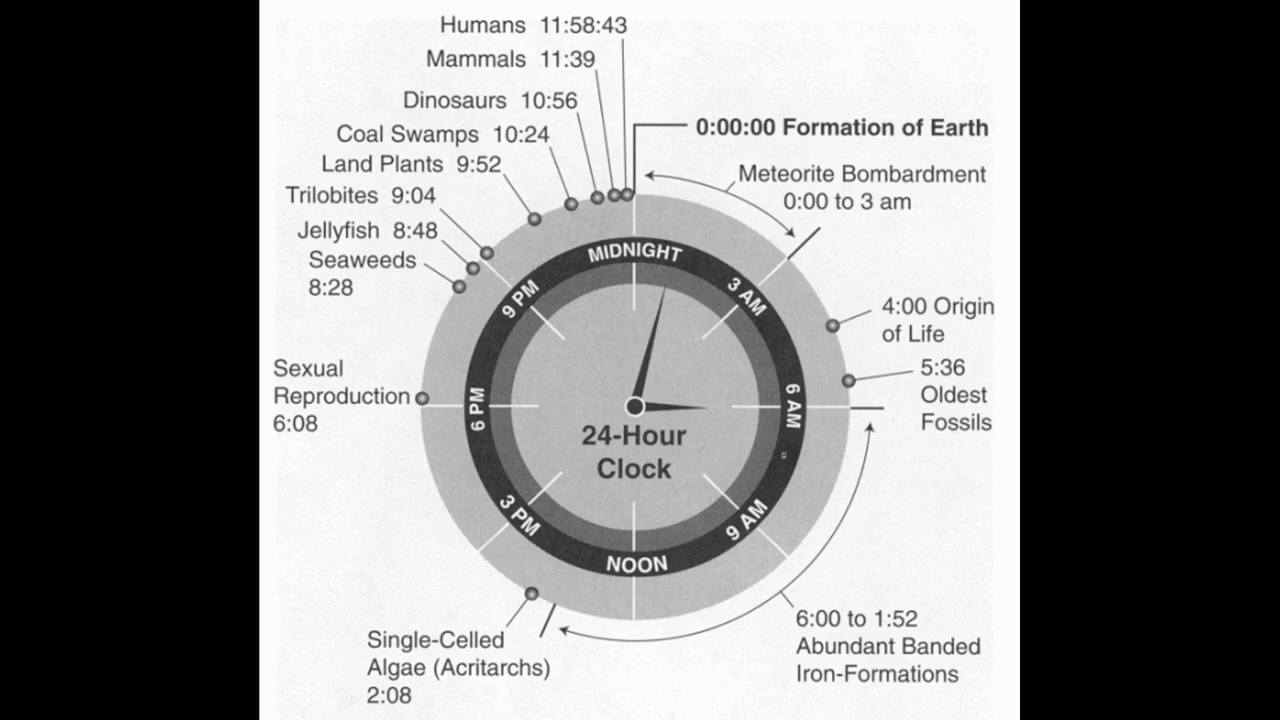 Humans 11:58:43
Mammals 11:39
Dinosaurs 10:56
Coal Swamps 10:24
Land Plants 9:52
Trilobites 9:04
Jellyfish 8:48
Seaweeds
8:28
Sexual
Reproduction
6:08
Single-Celled
Algae (Acritarchs)
2:08
0:00:00 Formation of Earth
Meteorite Bombardment
0:00 to 3 am
4:00 Origin
of Life
5:36
Oldest
Fossils
6:00 to 1:52
Abundant Banded
Iron-Formations
MIDNIGHT
3 AM
6 AM
9 AM
NOON
3 PM
6 PM
9 PM
24-Hour
Clock